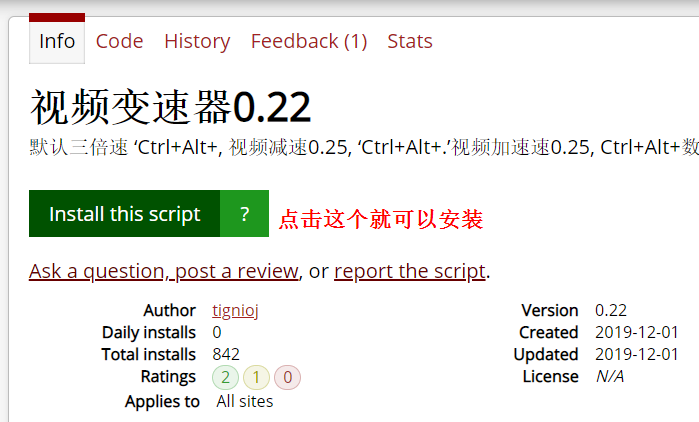 Info Code History Feedback (1) Stats
视频变速器0.22
默认三倍速 ‘Ctrl+Alt+, 视频减速0.25, ‘Ctrl+Alt+.’视频加速速0.25, Ctrl+Alt+数
Install this script ? 点击这个就可以安装
Ask a question, post a review, or report the script.
Author tignioj Version 0.22
Daily installs 0 Created 2019-12-01
Total installs 842 Updated 2019-12-01
Ratings 2 1 0 License N/A
Applies to All sites